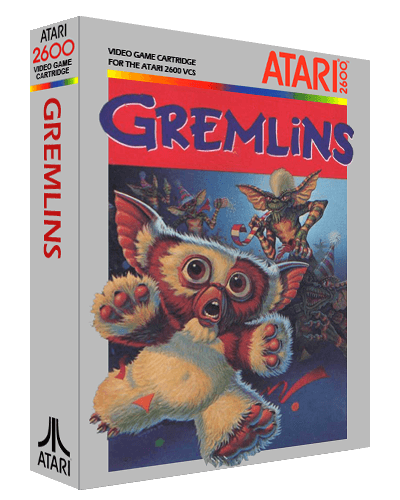 ATARI
2600
VIDEO GAME
CARTRIDGE
GREMLINS
ATARI
VIDEO GAME CARTRIDGE
FOR THE ATARI 2600 VCS
ATARI 2600
GREMLiNS